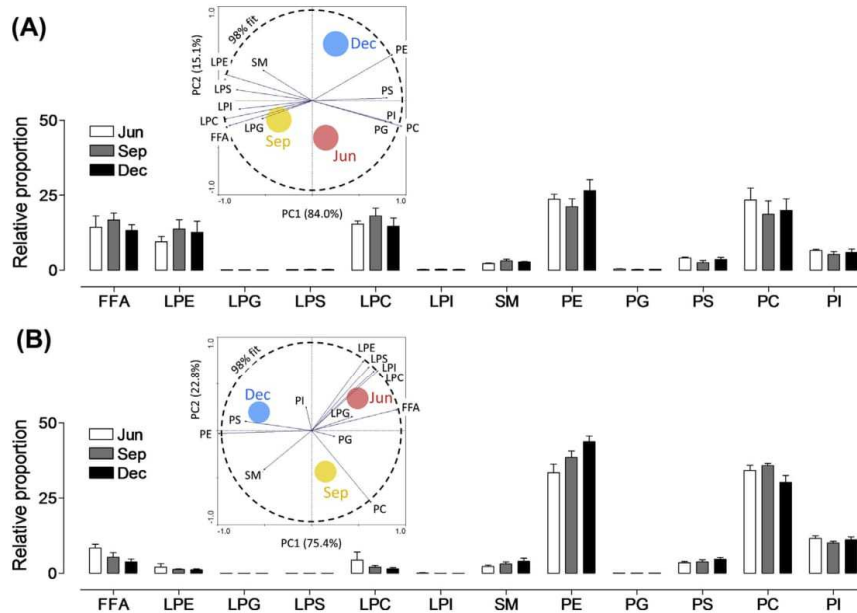 (A)
1.0
98% fit
Dec
PE
SM
LPE
PC2 (15.1%)
LPS
PS
LPI
PI
LPC
LPG
PG
PC
FFA
Sep
Jun
-1.0
-1.0
1.0
PC1 (84.0%)
50
25
0
Relative proportion
Jun
Sep
Dec
FFA LPE LPG LPS LPC LPI SM PE PG PS PC PI
(B)
1.0
98% fit
LPE
LPS
LPI
LPC
PC2 (22.8%)
Dec
PI
Jun
PS
LPG
FFA
PE
PG
SM
Sep
PC
-1.0
-1.0
1.0
PC1 (75.4%)
50
25
0
Relative proportion
Jun
Sep
Dec
FFA LPE LPG LPS LPC LPI SM PE PG PS PC PI